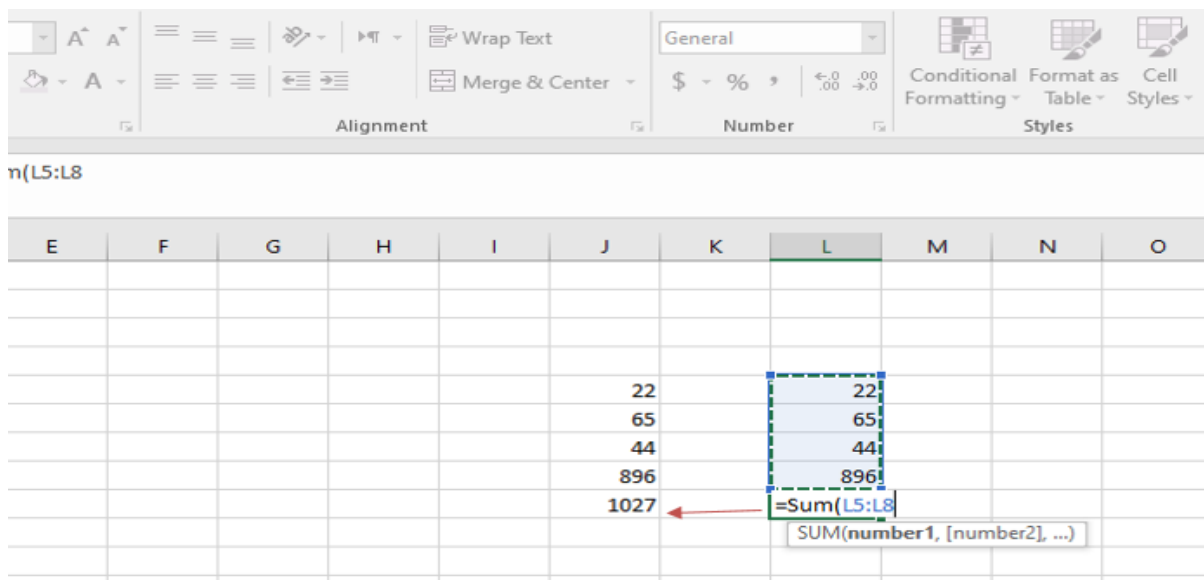 Wrap Text
General
$ % , .00 .00
Merge & Center
Conditional Formatting
Format as Table
Cell Styles
Alignment
Number
Styles
m(L5:L8
E F G H I J K L M N O
22 22
65 65
44 44
896 896
1027 =Sum(L5:L8
SUM(number1, [number2], ...)